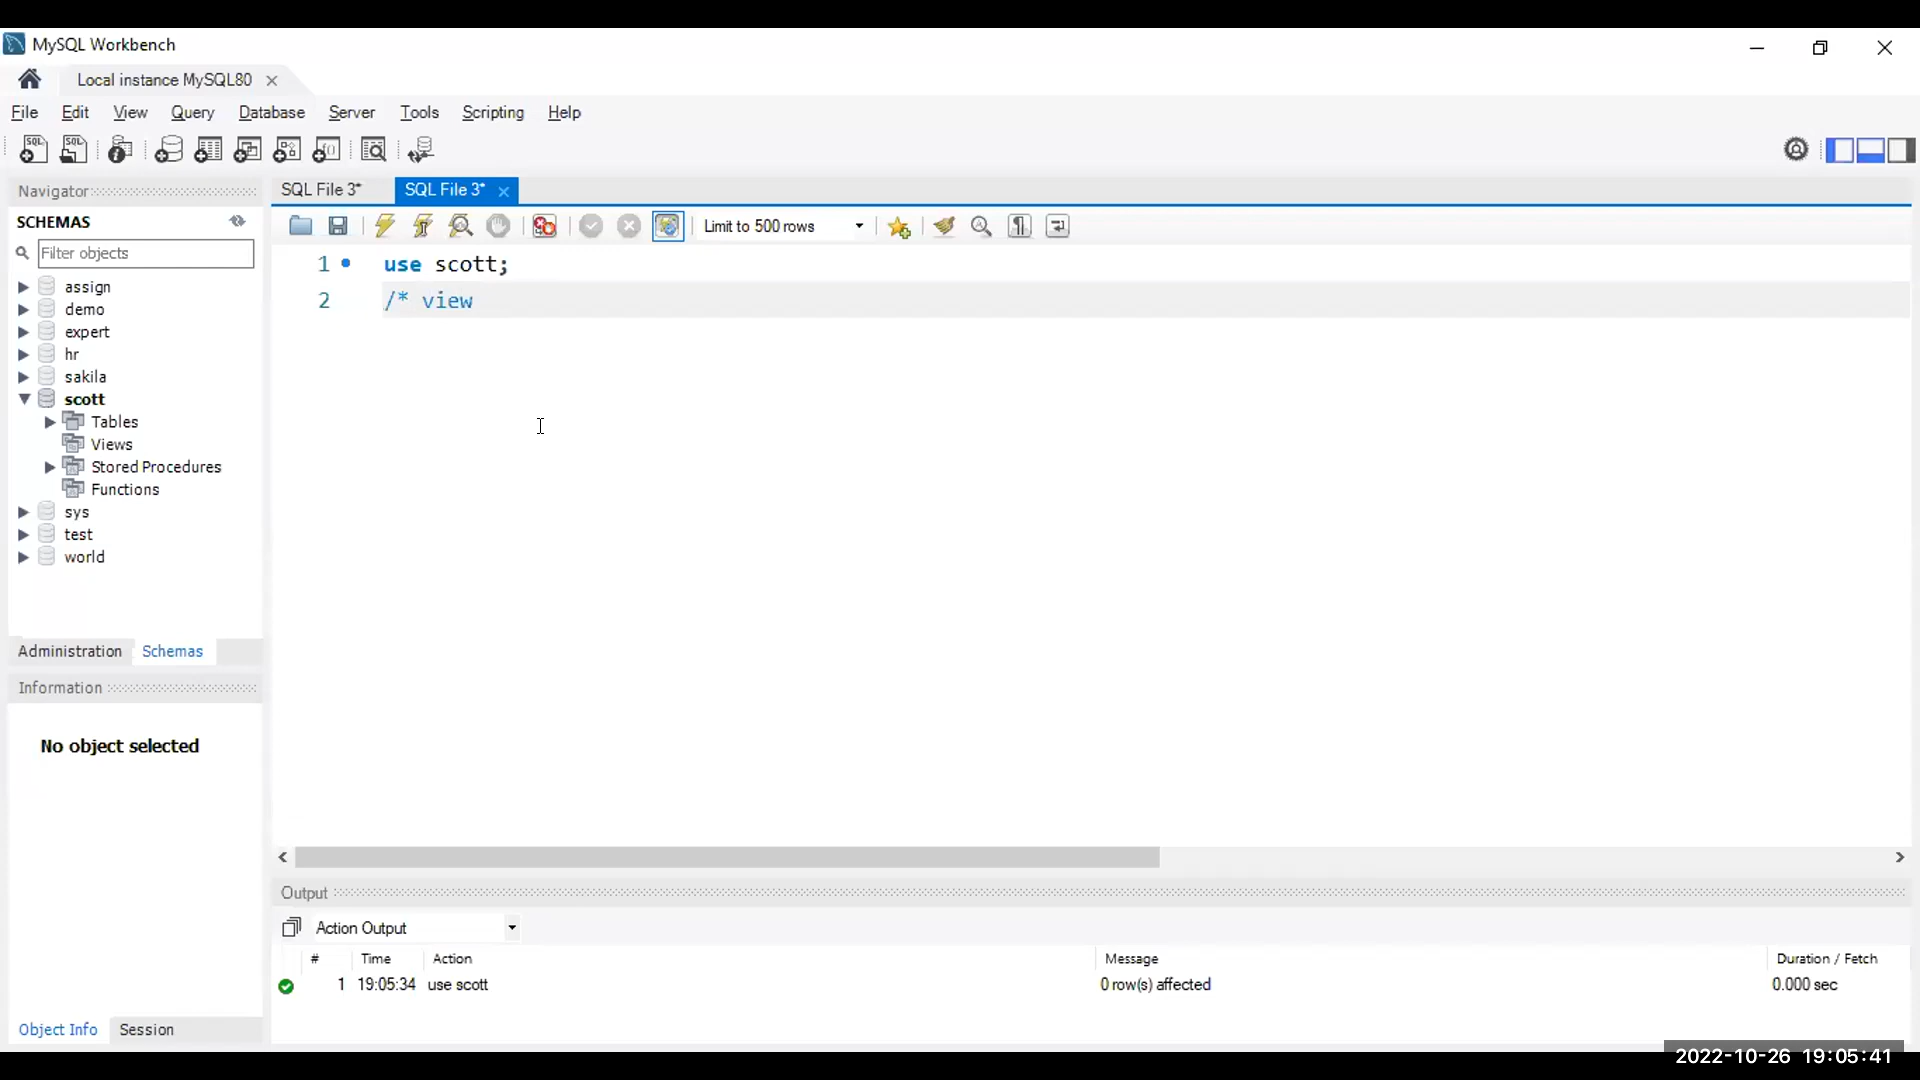 MySQL Workbench
Local instance MySQL80
File Edit View Query Database Server Tools Scripting Help
Navigator
SCHEMAS
Filter objects
assign
demo
expert
hr
sakila
scott
Tables
Views
Stored Procedures
Functions
sys
test
world
Administration Schemas
Information
No object selected
Object Info Session
SQL File 3* SQL File 3*
Limit to 500 rows
1 use scott;
2 /* view
Output
Action Output
# Time Action Message Duration / Fetch
1 19:05:34 use scott 0 row(s) affected 0.000 sec
2022-10-26 19:05:41